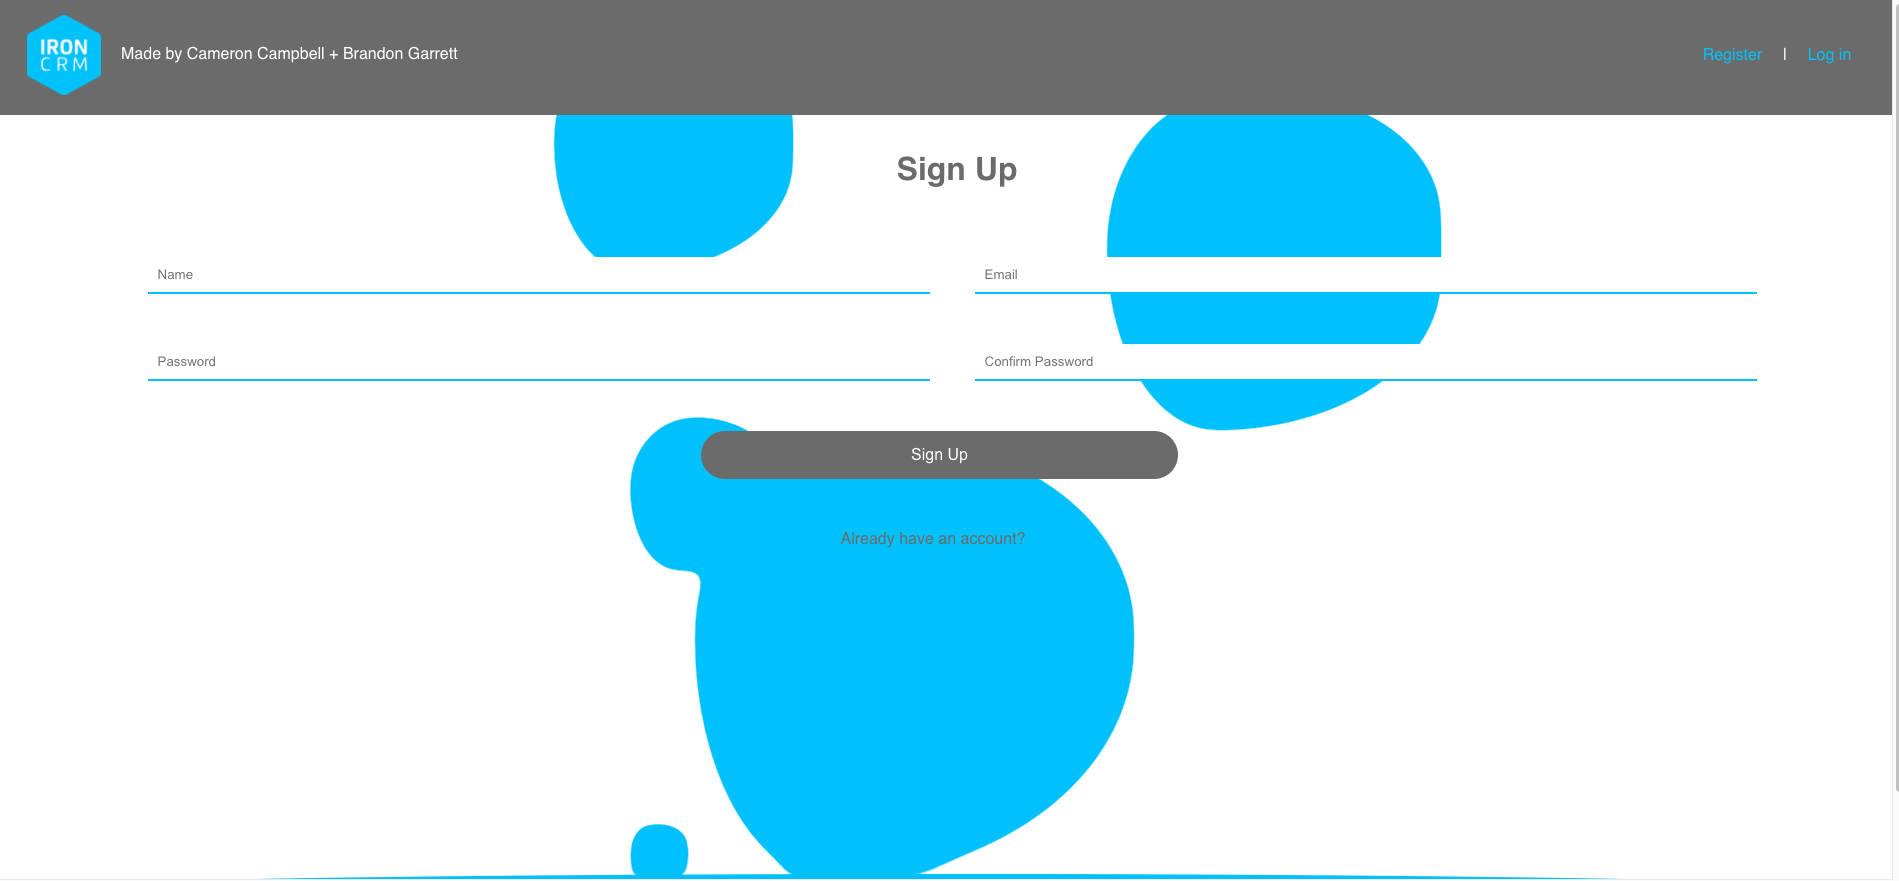 IRON
CRM
Made by Cameron Campbell + Brandon Garrett
Register | Log in
Sign Up
Name
Email
Password
Confirm Password
Sign Up
Already have an account?